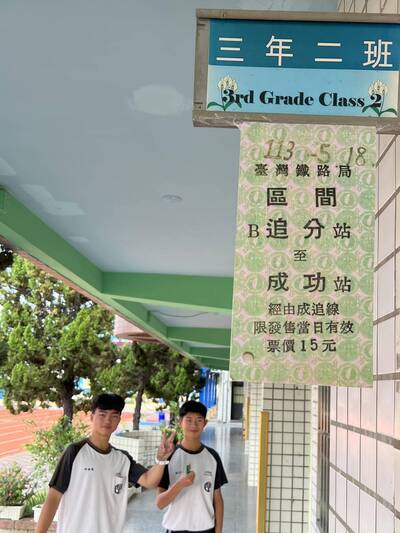 三年二班
3rd Grade Class 2
113.-5.18
臺灣鐵路局
區間
B追分站
至
成功站
經由成追線
限發售當日有效
票價15元